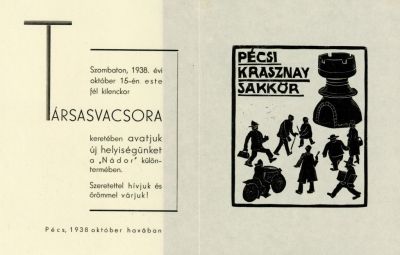 Szombaton, 1938. évi
október 15-én este
fél kilenckor
TÁRSASVACSORA
keretében avatjuk
új helyiségünket
a „Nádor" külön-
termében.
Szeretettel hívjuk és
örömmel várjuk!
Pécs, 1938 október havában
PÉCSI
KRASZNAY
SAKKÖR